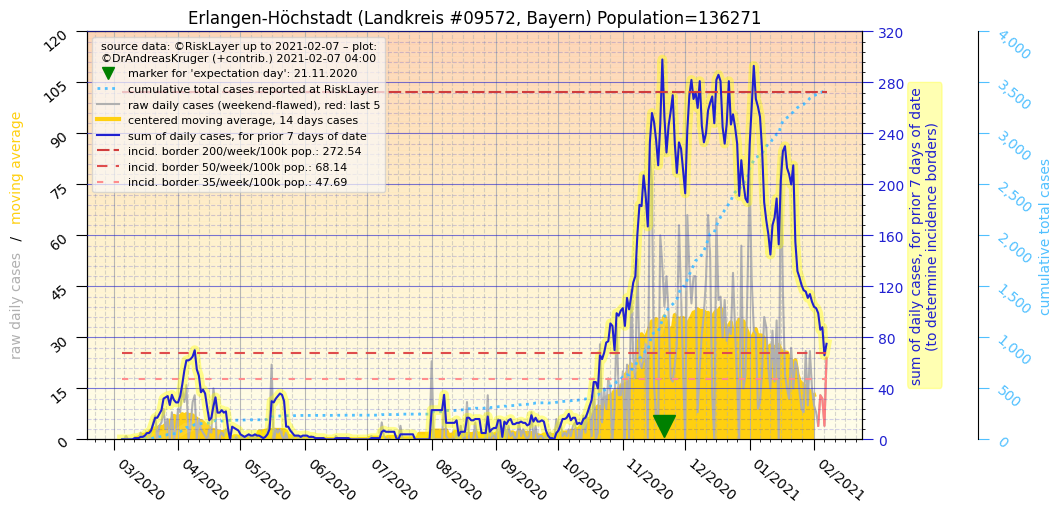 Erlangen-Höchstadt (Landkreis #09572, Bayern) Population=136271
source data: ©RiskLayer up to 2021-02-07 – plot:
©DrAndreasKruger (+contrib.) 2021-02-07 04:00
marker for 'expectation day': 21.11.2020
cumulative total cases reported at RiskLayer
raw daily cases (weekend-flawed), red: last 5
centered moving average, 14 days cases
sum of daily cases, for prior 7 days of date
incid. border 200/week/100k pop.: 272.54
incid. border 50/week/100k pop.: 68.14
incid. border 35/week/100k pop.: 47.69
raw daily cases / moving average
120
105
90
75
60
45
30
15
0
03/2020
04/2020
05/2020
06/2020
07/2020
08/2020
09/2020
10/2020
11/2020
12/2020
01/2021
02/2021
320
280
240
200
160
120
80
40
0
sum of daily cases, for prior 7 days of date
(to determine incidence borders)
4,000
3,500
3,000
2,500
2,000
1,500
1,000
500
0
cumulative total cases